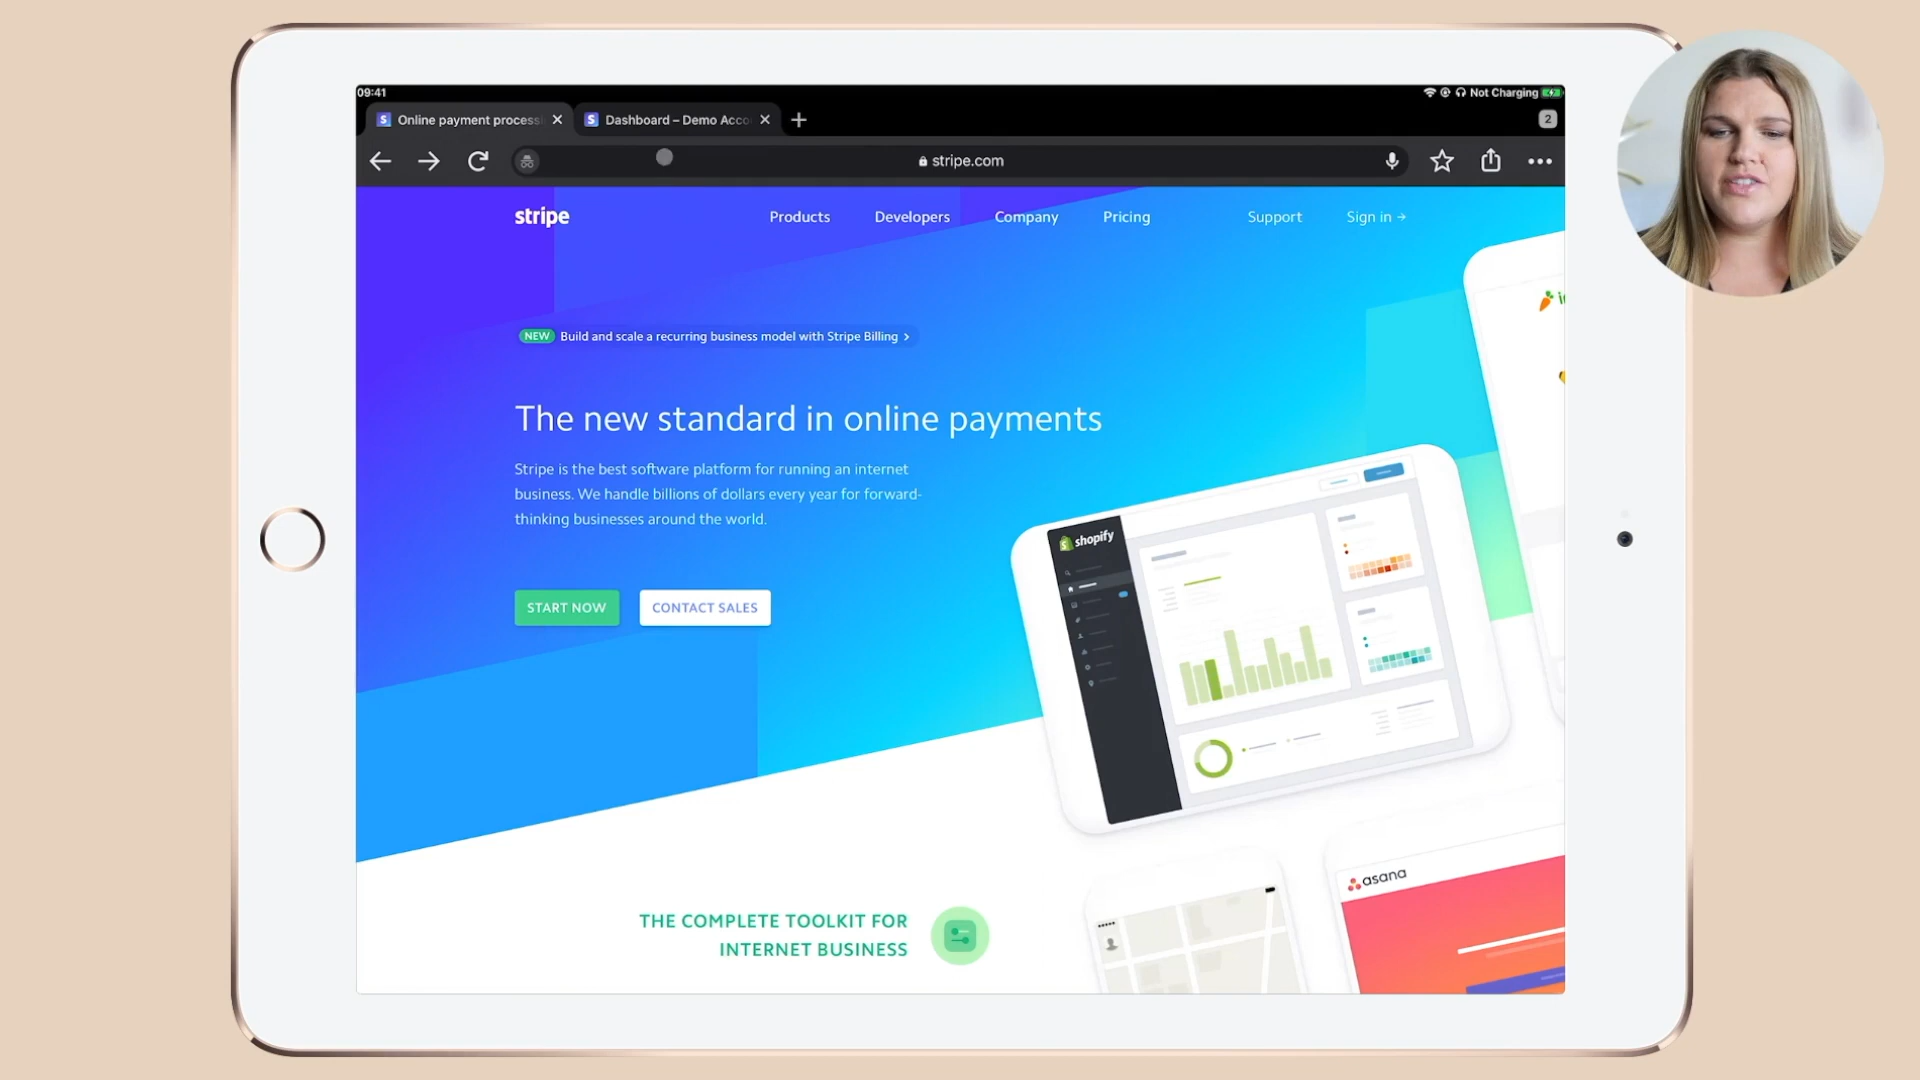 09:41
Not Charging
Online payment process
Dashboard – Demo Acco
2
stripe.com
stripe
Products
Developers
Company
Pricing
Support
Sign in →
NEW
Build and scale a recurring business model with Stripe Billing >
The new standard in online payments
Stripe is the best software platform for running an internet
business. We handle billions of dollars every year for forward-
thinking businesses around the world.
START NOW
CONTACT SALES
shopify
THE COMPLETE TOOLKIT FOR
INTERNET BUSINESS
asana